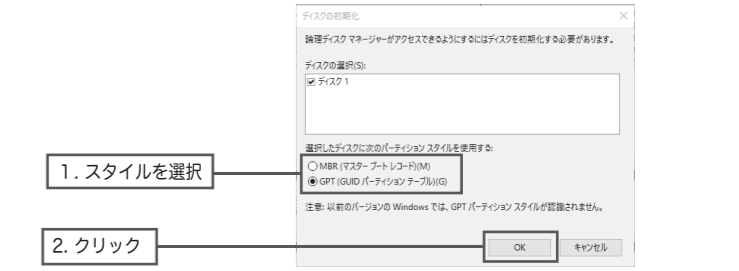 ディスクの初期化
論理ディスク マネージャーがアクセスできるようにするにはディスクを初期化する必要があります。
ディスクの選択(S):
ディスク 1
選択したディスクに次のパーティション スタイルを使用する:
MBR (マスター ブート レコード)(M)
GPT (GUID パーティション テーブル)(G)
1. スタイルを選択
注意: 以前のバージョンの Windows では、GPT パーティション スタイルが認識されません。
2. クリック
OK
キャンセル